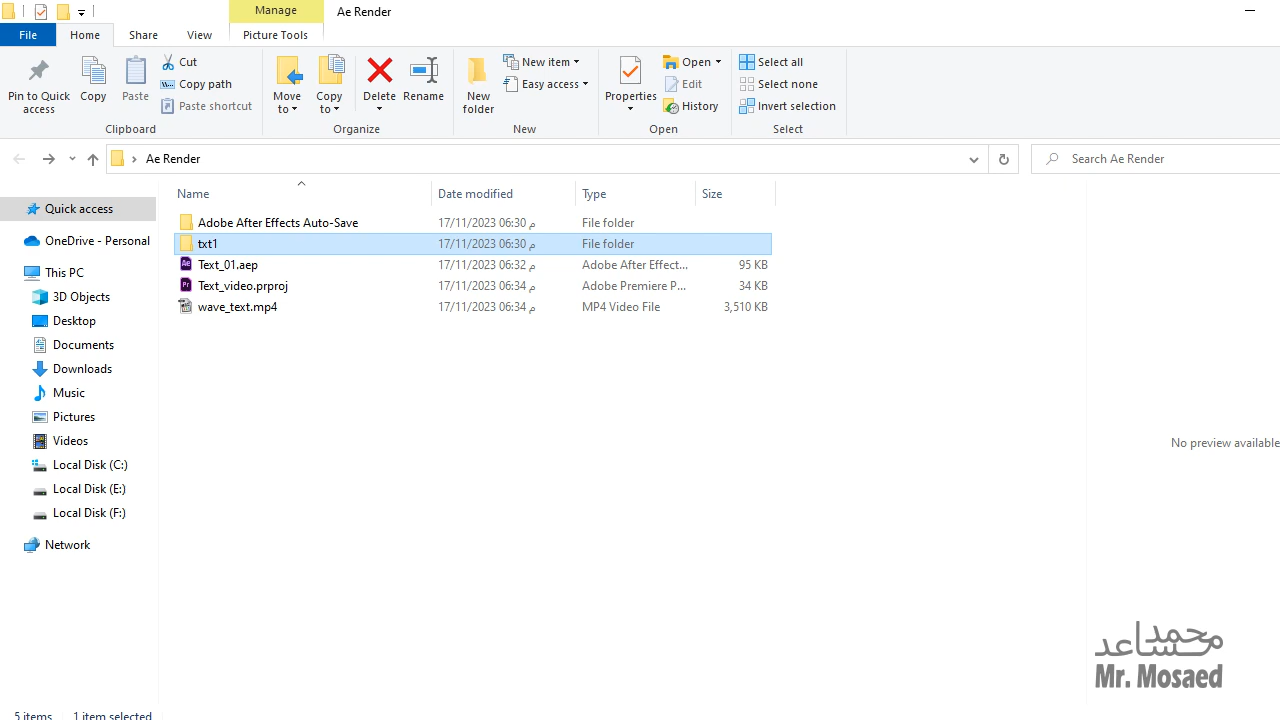 Manage
Ae Render
File
Home
Share
View
Picture Tools
Pin to Quick access
Copy
Paste
Cut
Copy path
Paste shortcut
Clipboard
Move to
Copy to
Delete
Rename
Organize
New folder
New item
Easy access
New
Properties
Open
Edit
History
Open
Select all
Select none
Invert selection
Select
Ae Render
Search Ae Render
Name Date modified Type Size
Adobe After Effects Auto-Save 17/11/2023 06:30 م File folder
txt1 17/11/2023 06:30 م File folder
Text_01.aep 17/11/2023 06:32 م Adobe After Effect... 95 KB
Text_video.prproj 17/11/2023 06:34 م Adobe Premiere P... 34 KB
wave_text.mp4 17/11/2023 06:34 م MP4 Video File 3,510 KB
Quick access
OneDrive - Personal
This PC
3D Objects
Desktop
Documents
Downloads
Music
Pictures
Videos
Local Disk (C:)
Local Disk (E:)
Local Disk (F:)
Network
No preview available
محمد مساعد
Mr. Mosaed
5 items 1 item selected